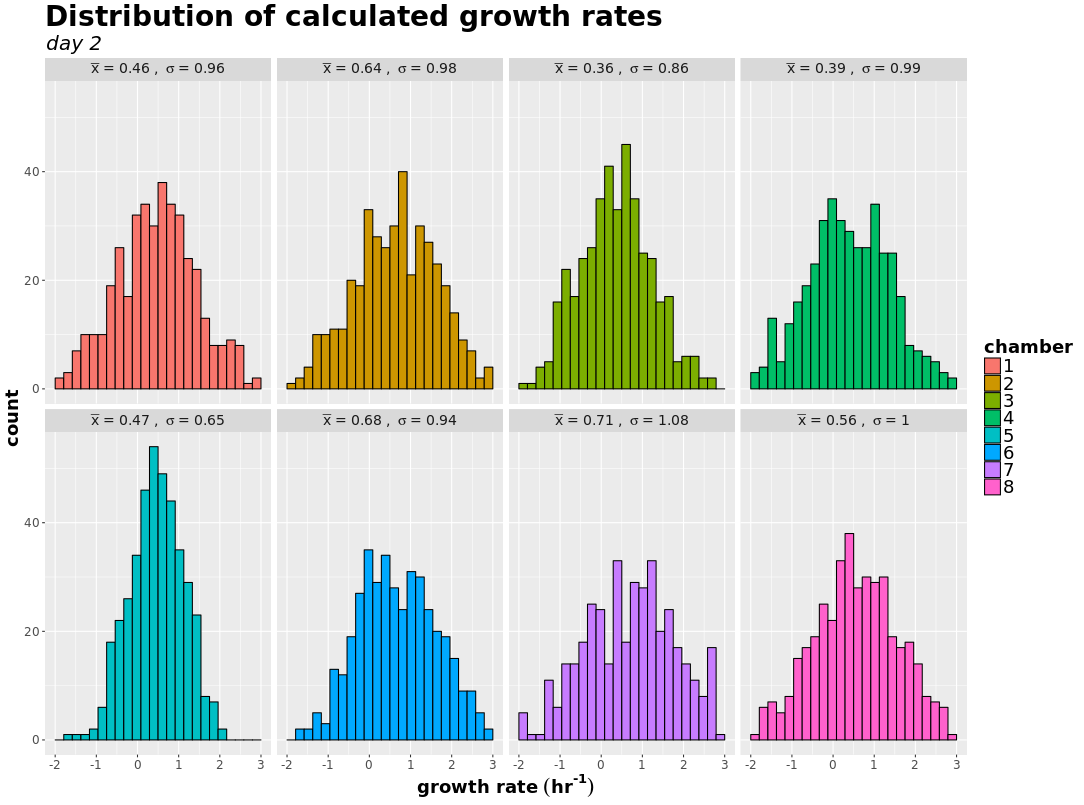 Distribution of calculated growth rates
day 2
x̅ = 0.46 , σ = 0.96
x̅ = 0.64 , σ = 0.98
x̅ = 0.36 , σ = 0.86
x̅ = 0.39 , σ = 0.99
40
20
0
x̅ = 0.47 , σ = 0.65
x̅ = 0.68 , σ = 0.94
x̅ = 0.71 , σ = 1.08
x̅ = 0.56 , σ = 1
40
20
0
-2 -1 0 1 2 3
-2 -1 0 1 2 3
-2 -1 0 1 2 3
-2 -1 0 1 2 3
count
growth rate (hr⁻¹)
chamber
1
2
3
4
5
6
7
8